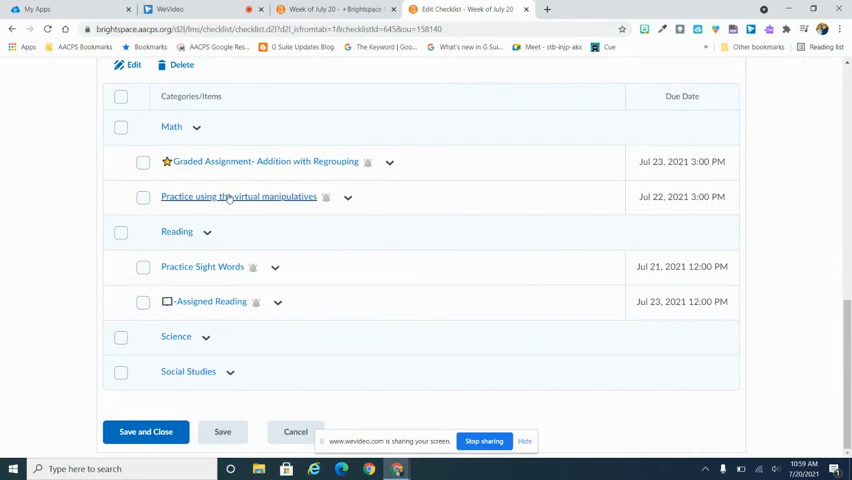 My Apps
WeVideo
Week of July 20 - *Brightspace
Edit Checklist - Week of July 20 -
brightspace.aacps.org/d2l/lms/checklist/checklist.d2l?d2l_isfromtab=1&checklistId=645&ou=158140
Apps
AACPS Bookmarks
Bookmarks
AACPS Google Res...
G Suite Updates Blog
The Keyword | Goo...
What's new in G Sui...
Meet - stb-injp-akx
Cue
»
Other bookmarks
Reading list
Edit
Delete
Categories/Items
Due Date
Math
Graded Assignment- Addition with Regrouping
Jul 23, 2021 3:00 PM
Practice using the virtual manipulatives
Jul 22, 2021 3:00 PM
Reading
Practice Sight Words
Jul 21, 2021 12:00 PM
-Assigned Reading
Jul 23, 2021 12:00 PM
Science
Social Studies
Save and Close
Save
Cancel
www.wevideo.com is sharing your screen.
Stop sharing
Hide
Type here to search
10:59 AM
7/20/2021